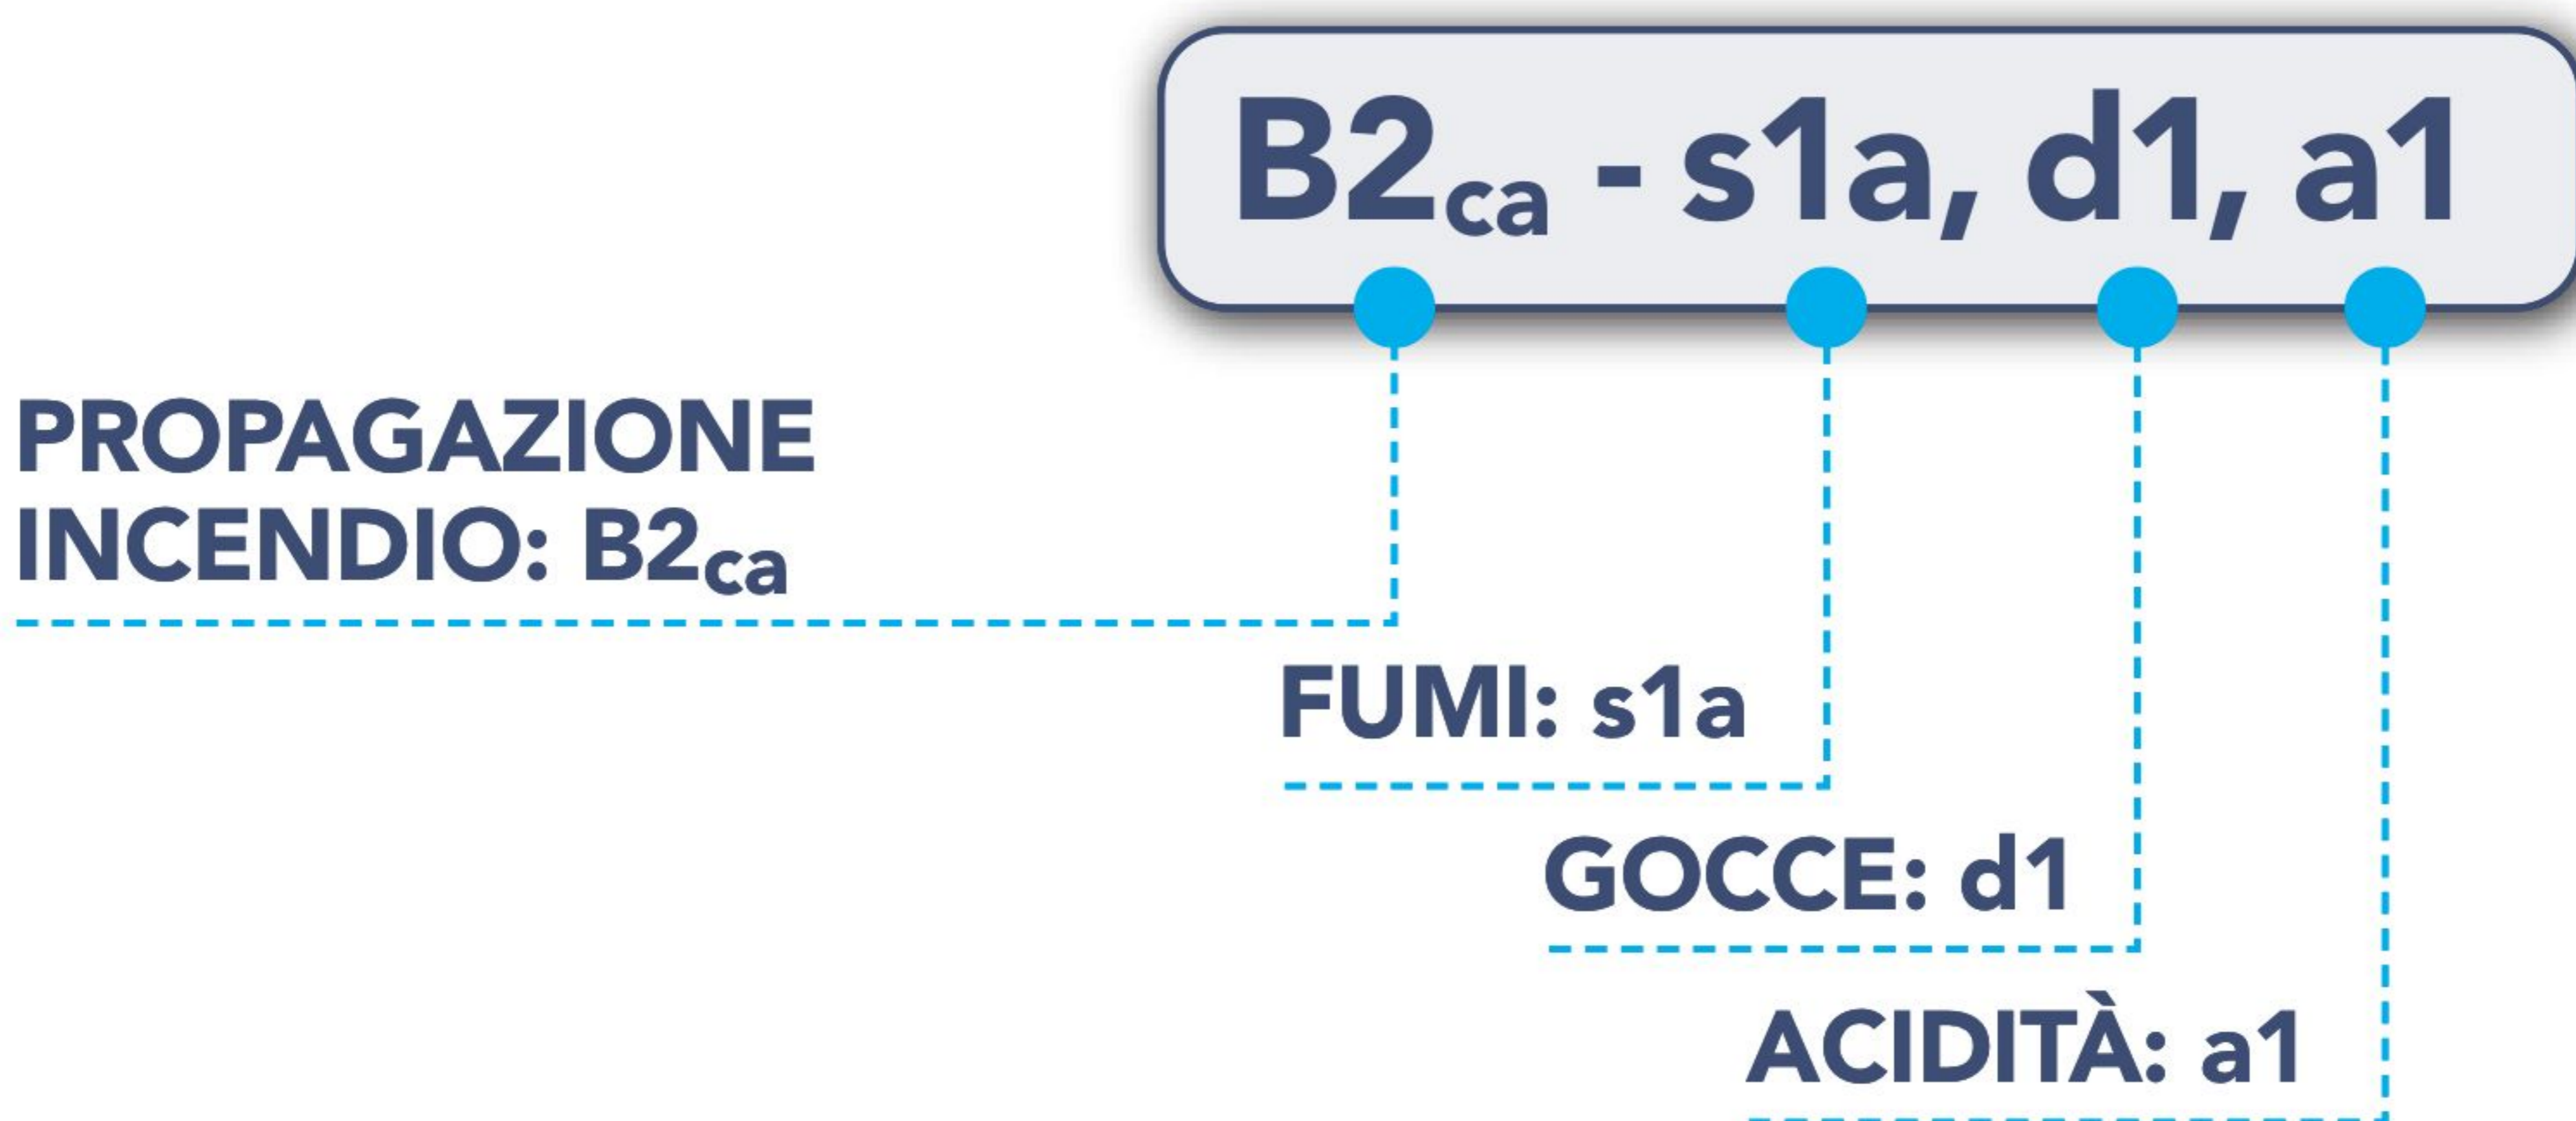 B2ca - s1a, d1, a1
PROPAGAZIONE
INCENDIO: B2ca
FUMI: s1a
GOCCE: d1
ACIDITÀ: a1